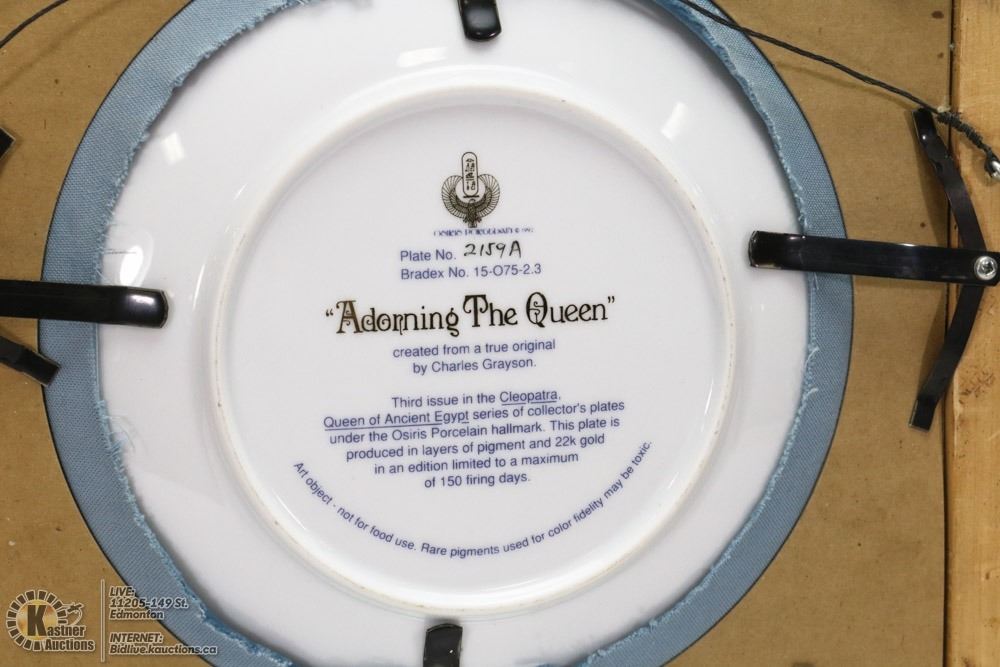 Plate No. 2159A
Bradex No. 15-O75-2.3
"Adorning The Queen"
created from a true original
by Charles Grayson.
Third issue in the Cleopatra,
Queen of Ancient Egypt series of collector's plates
under the Osiris Porcelain hallmark. This plate is
produced in layers of pigment and 22k gold
in an edition limited to a maximum
of 150 firing days.
Art object - not for food use. Rare pigments used for color fidelity may be toxic.
K
Kastner
Auctions
LIVE:
11205-149 St.
Edmonton
INTERNET:
Bidlive.kauctions.ca